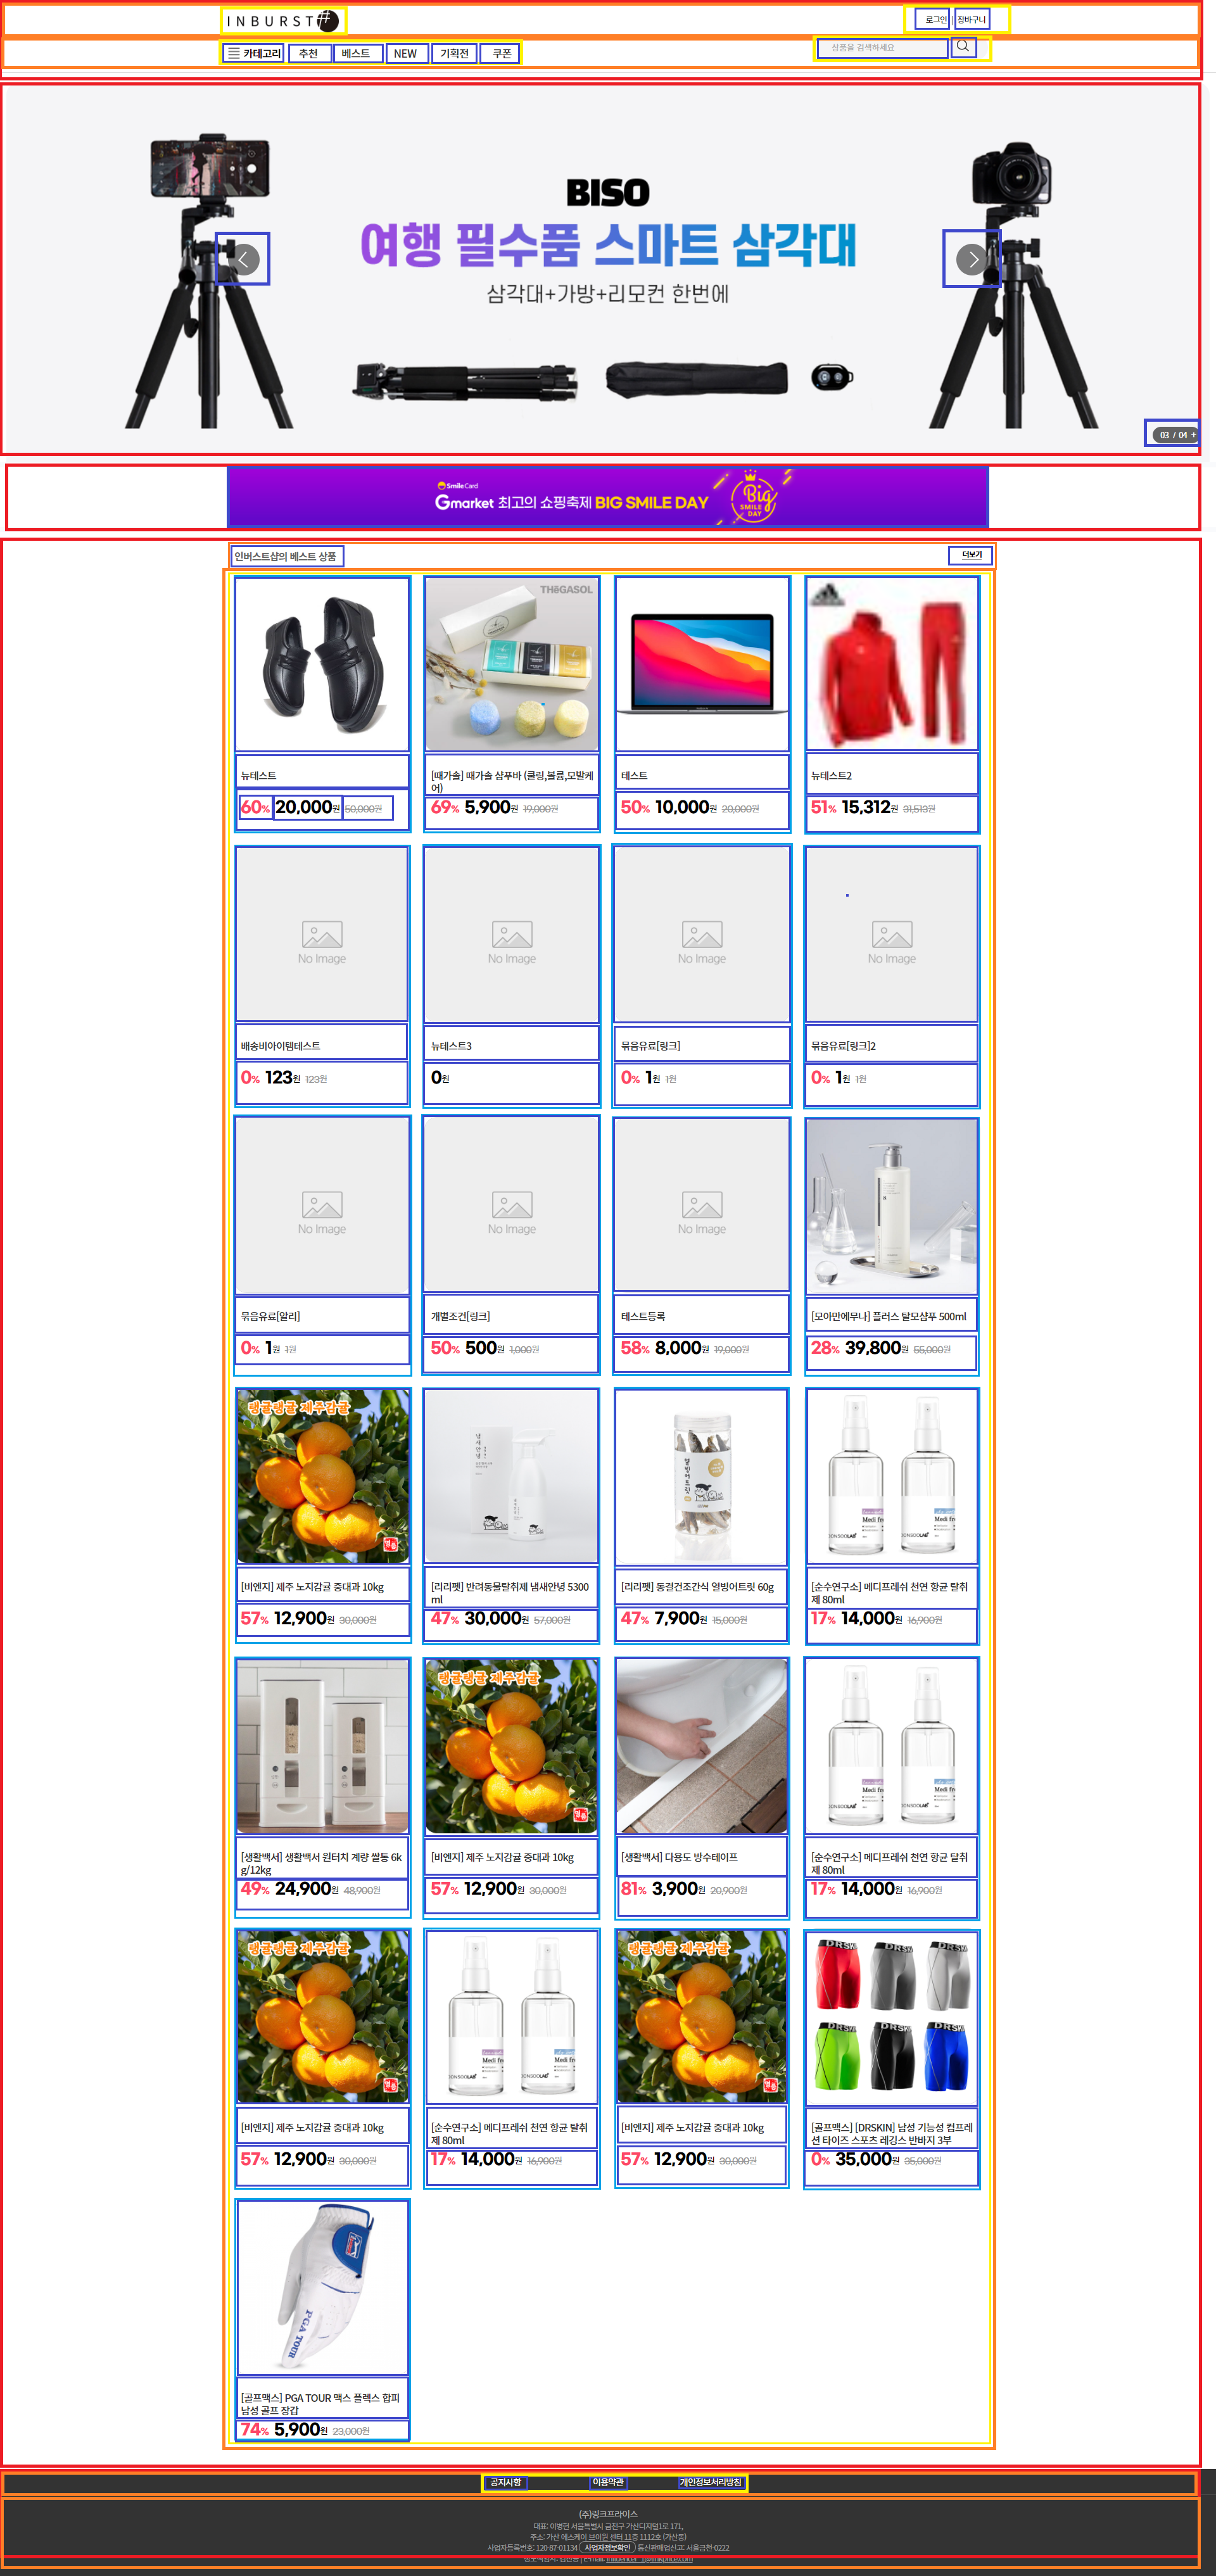 INBURST#
로그인 | 장바구니
카테고리 추천 베스트 NEW 기획전 쿠폰
상품을 검색하세요
BISO
여행 필수품 스마트 삼각대
삼각대+가방+리모컨 한번에
03 / 04 +
SmileCard
Gmarket 최고의 쇼핑축제 BIG SMILE DAY
Big
SMILE
DAY
인버스트샵의 베스트 상품
더보기
THēGASOL
뉴테스트
60% 20,000원 50,000원
[때가솔] 때가솔 샴푸바 (쿨링,볼륨,모발케
어)
69% 5,900원 19,000원
테스트
50% 10,000원 20,000원
뉴테스트2
51% 15,312원 31,513원
No Image
No Image
No Image
No Image
배송비아이템테스트
0% 123원 123원
뉴테스트3
0원
묶음유료[링크]
0% 1원 1원
묶음유료[링크]2
0% 1원 1원
No Image
No Image
No Image
묶음유료[알리]
0% 1원 1원
개별조건[링크]
50% 500원 1,000원
테스트등록
58% 8,000원 19,000원
[모아만에무나] 플러스 탈모샴푸 500ml
28% 39,800원 55,000원
탱글탱글 제주감귤
[비엔지] 제주 노지감귤 중대과 10kg
57% 12,900원 30,000원
[리리펫] 반려동물탈취제 냄새안녕 5300
ml
47% 30,000원 57,000원
[리리펫] 동결건조간식 열빙어트릿 60g
47% 7,900원 15,000원
Medi fre
Medi fre
SOONSOOLAB
SOONSOOLAB
[순수연구소] 메디프레쉬 천연 항균 탈취
제 80ml
17% 14,000원 16,900원
[생활백서] 생활백서 원터치 계량 쌀통 6k
g/12kg
49% 24,900원 48,900원
탱글탱글 제주감귤
[비엔지] 제주 노지감귤 중대과 10kg
57% 12,900원 30,000원
[생활백서] 다용도 방수테이프
81% 3,900원 20,900원
[순수연구소] 메디프레쉬 천연 항균 탈취
제 80ml
17% 14,000원 16,900원
탱글탱글 제주감귤
[비엔지] 제주 노지감귤 중대과 10kg
57% 12,900원 30,000원
[순수연구소] 메디프레쉬 천연 항균 탈취
제 80ml
17% 14,000원 16,900원
탱글탱글 제주감귤
[비엔지] 제주 노지감귤 중대과 10kg
57% 12,900원 30,000원
DRSKIN
[골프맥스] [DRSKIN] 남성 기능성 컴프레
션 타이즈 스포츠 레깅스 반바지 3부
0% 35,000원 35,000원
PGA TOUR
[골프맥스] PGA TOUR 맥스 플렉스 합피
남성 골프 장갑
74% 5,900원 23,000원
공지사항 이용약관 개인정보처리방침
(주)링크프라이스
대표: 이병헌 서울특별시 금천구 가산디지털1로 171,
주소: 가산 에스케이 브이원 센터 11층 1112호 (가산동)
사업자등록번호: 120-87-01134 사업자정보확인 통신판매업신고: 서울금천-0222